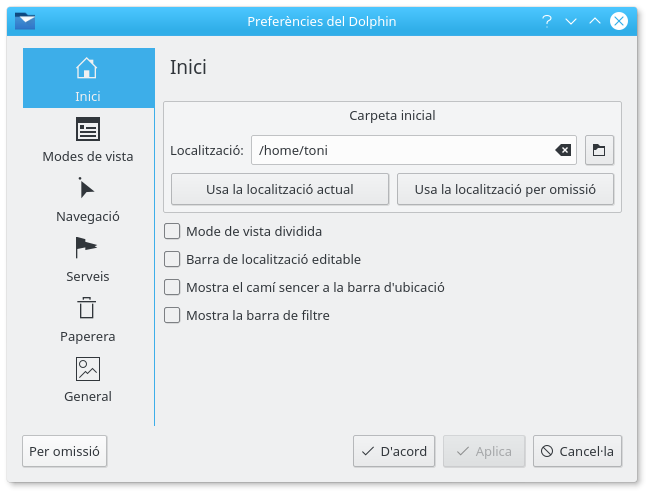 Preferències del Dolphin
Inici
Modes de vista
Navegació
Serveis
Paperera
General
Inici
Carpeta inicial
Localització: /home/toni
Usa la localització actual Usa la localització per omissió
Mode de vista dividida
Barra de localització editable
Mostra el camí sencer a la barra d'ubicació
Mostra la barra de filtre
Per omissió D'acord Aplica Cancel·la